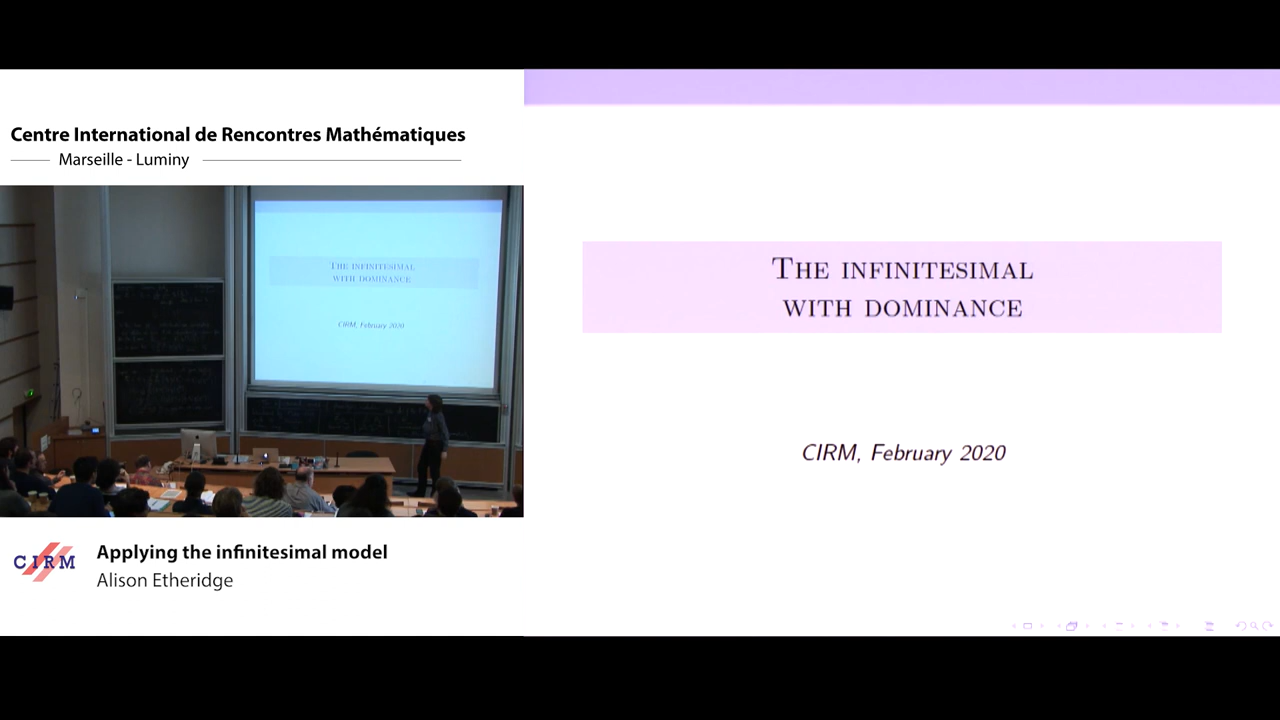 Centre International de Rencontres Mathématiques
Marseille - Luminy
THE INFINITESIMAL
WITH DOMINANCE
CIRM, February 2020
CIRM
Applying the infinitesimal model
Alison Etheridge
THE INFINITESIMAL
WITH DOMINANCE
CIRM, February 2020